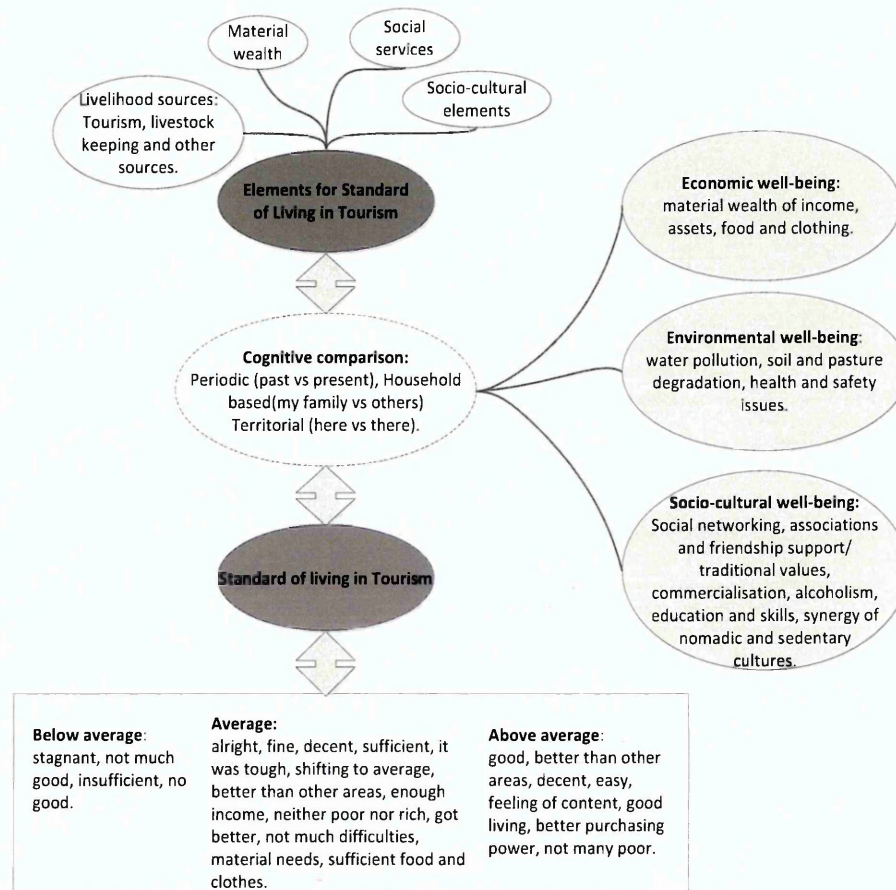 Material
wealth
Social
services
Livelihood sources:
Tourism, livestock
keeping and other
sources.
Socio-cultural
elements
Elements for Standard
of Living in Tourism
Economic well-being:
material wealth of income,
assets, food and clothing.
Cognitive comparison:
Periodic (past vs present), Household
based(my family vs others)
Territorial (here vs there).
Environmental well-being:
water pollution, soil and pasture
degradation, health and safety
issues.
Socio-cultural well-being:
Social networking, associations
and friendship support/
traditional values,
commercialisation, alcoholism,
education and skills, synergy of
nomadic and sedentary
cultures.
Standard of living in Tourism
Below average:
stagnant, not much
good, insufficient, no
good.
Average:
alright, fine, decent, sufficient, it
was tough, shifting to average,
better than other areas, enough
income, neither poor nor rich, got
better, not much difficulties,
material needs, sufficient food and
clothes.
Above average:
good, better than other
areas, decent, easy,
feeling of content, good
living, better purchasing
power, not many poor.